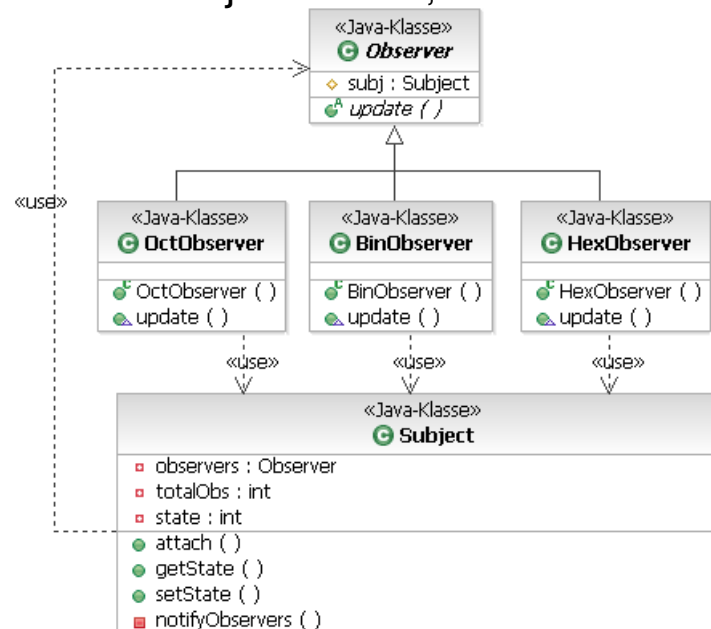 «Java-Klasse»
Observer
subj : Subject
update ( )
«use»
«Java-Klasse»
OctObserver
OctObserver ( )
update ( )
«Java-Klasse»
BinObserver
BinObserver ( )
update ( )
«Java-Klasse»
HexObserver
HexObserver ( )
update ( )
«use»
«use»
«use»
«Java-Klasse»
Subject
observers : Observer
totalObs : int
state : int
attach ( )
getState ( )
setState ( )
notifyObservers ( )